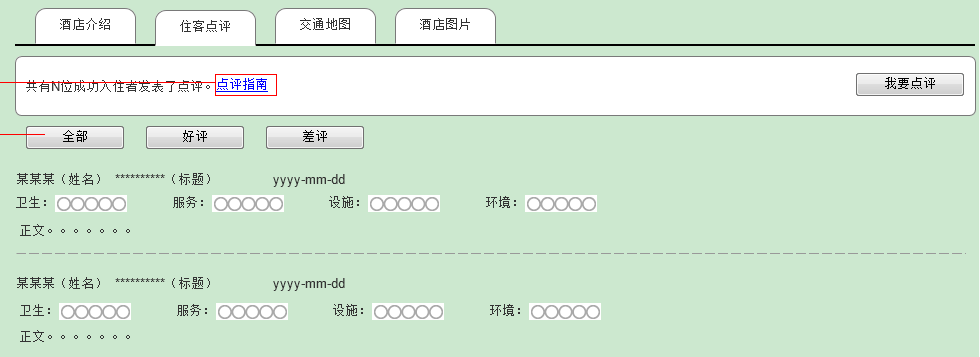 酒店介绍 住客点评 交通地图 酒店图片
共有N位成功入住者发表了点评。点评指南 我要点评
全部 好评 差评
某某某（姓名） **********（标题） yyyy-mm-dd
卫生：○○○○○ 服务：○○○○○ 设施：○○○○○ 环境：○○○○○
正文。。。。。。。
某某某（姓名） **********（标题） yyyy-mm-dd
卫生：○○○○○ 服务：○○○○○ 设施：○○○○○ 环境：○○○○○
正文。。。。。。。